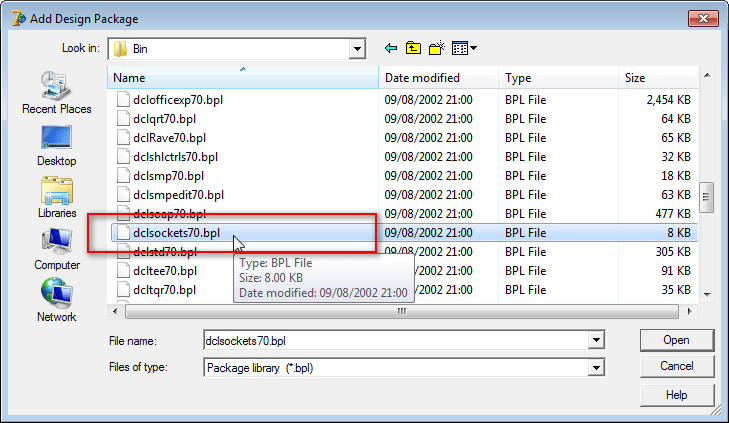 Add Design Package
Look in: Bin
Name Date modified Type Size
dclofficexp70.bpl 09/08/2002 21:00 BPL File 2,454 KB
dclqrt70.bpl 09/08/2002 21:00 BPL File 64 KB
dclRave70.bpl 09/08/2002 21:00 BPL File 65 KB
dclshlctrls70.bpl 09/08/2002 21:00 BPL File 32 KB
dclsmp70.bpl 09/08/2002 21:00 BPL File 18 KB
dclsmpedit70.bpl 09/08/2002 21:00 BPL File 63 KB
dclsoap70.bpl 09/08/2002 21:00 BPL File 477 KB
dclsockets70.bpl 09/08/2002 21:00 BPL File 8 KB
dclstd70.bpl 09/08/2002 21:00 BPL File 305 KB
dcltee70.bpl 09/08/2002 21:00 BPL File 91 KB
dcltqr70.bpl 09/08/2002 21:00 BPL File 35 KB
Type: BPL File
Size: 8.00 KB
Date modified: 09/08/2002 21:00
Recent Places
Desktop
Libraries
Computer
Network
File name: dclsockets70.bpl Open
Files of type: Package library (*.bpl) Cancel
Help